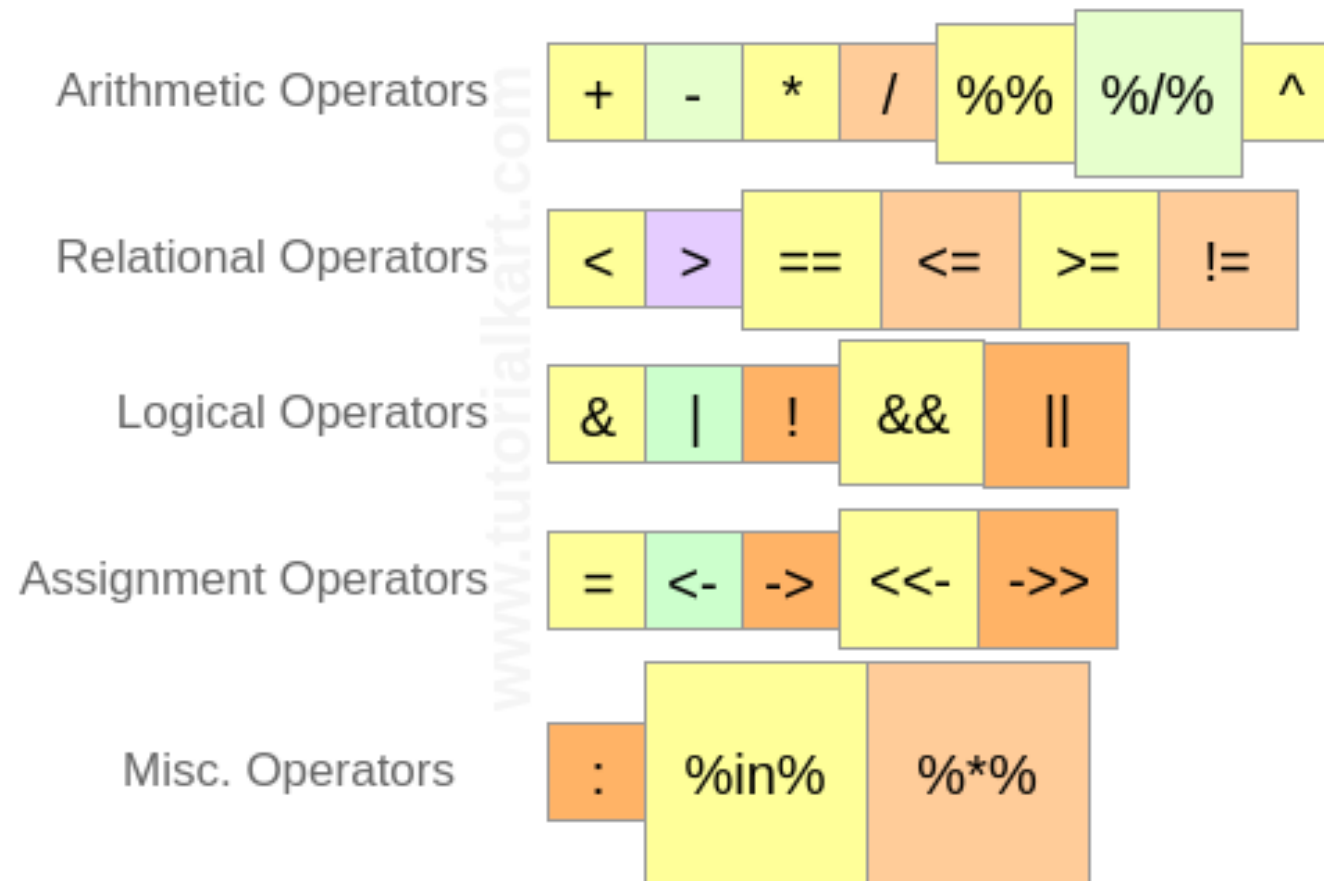 Arithmetic Operators + - * / %% %/% ^
Relational Operators < > == <= >= !=
Logical Operators & | ! && ||
Assignment Operators = <- -> <<- ->>
Misc. Operators : %in% %*%
www.tutorialkart.com